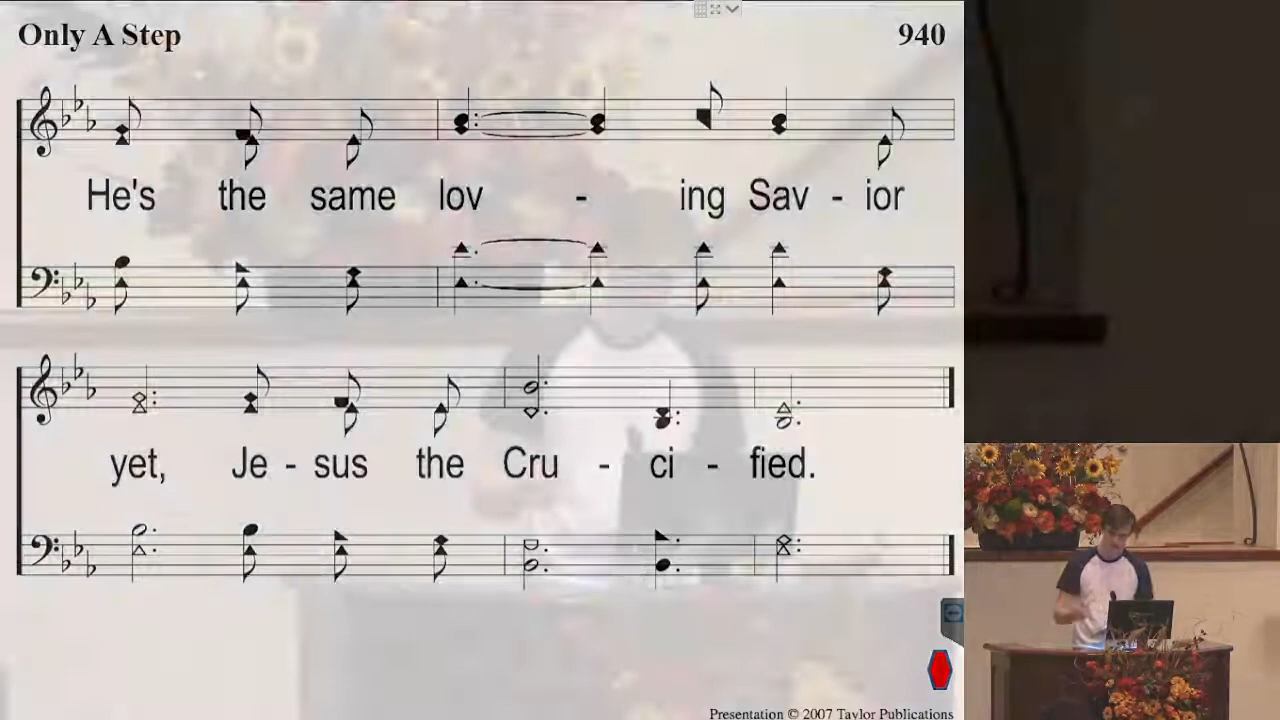 Only A Step 940
He's the same lov - ing Sav - ior
yet, Je - sus the Cru - ci - fied.
Presentation © 2007 Taylor Publications